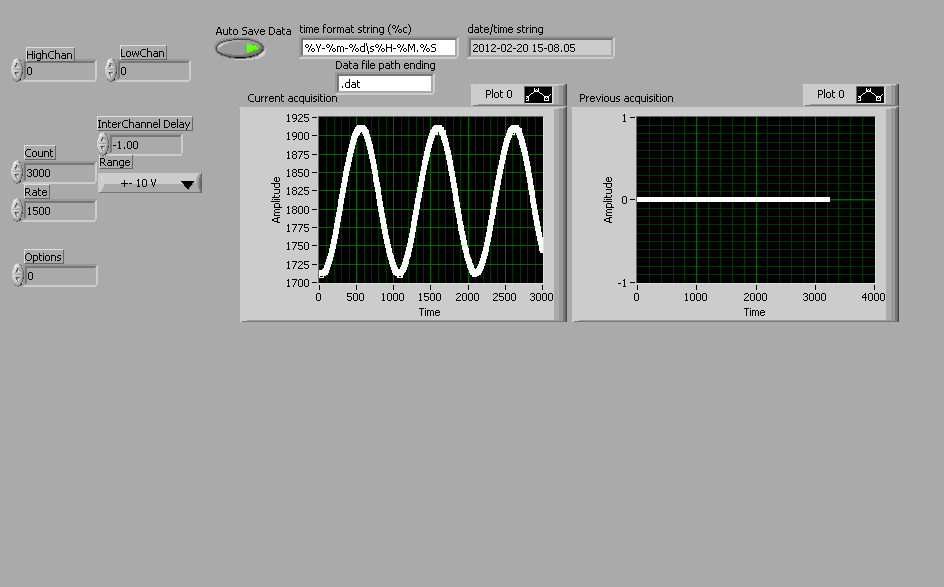 Auto Save Data
time format string (%c)
%Y-%m-%d\s%H-%M.%S
date/time string
2012-02-20 15-08.05
HighChan
0
LowChan
0
Data file path ending
.dat
InterChannel Delay
-1.00
Count
3000
Range
+- 10 V
Rate
1500
Options
0
Current acquisition
Plot 0
1925
1900
1875
1850
1825
1800
1775
1750
1725
1700
Amplitude
0 500 1000 1500 2000 2500 3000
Time
Previous acquisition
Plot 0
1
0
-1
Amplitude
0 1000 2000 3000 4000
Time